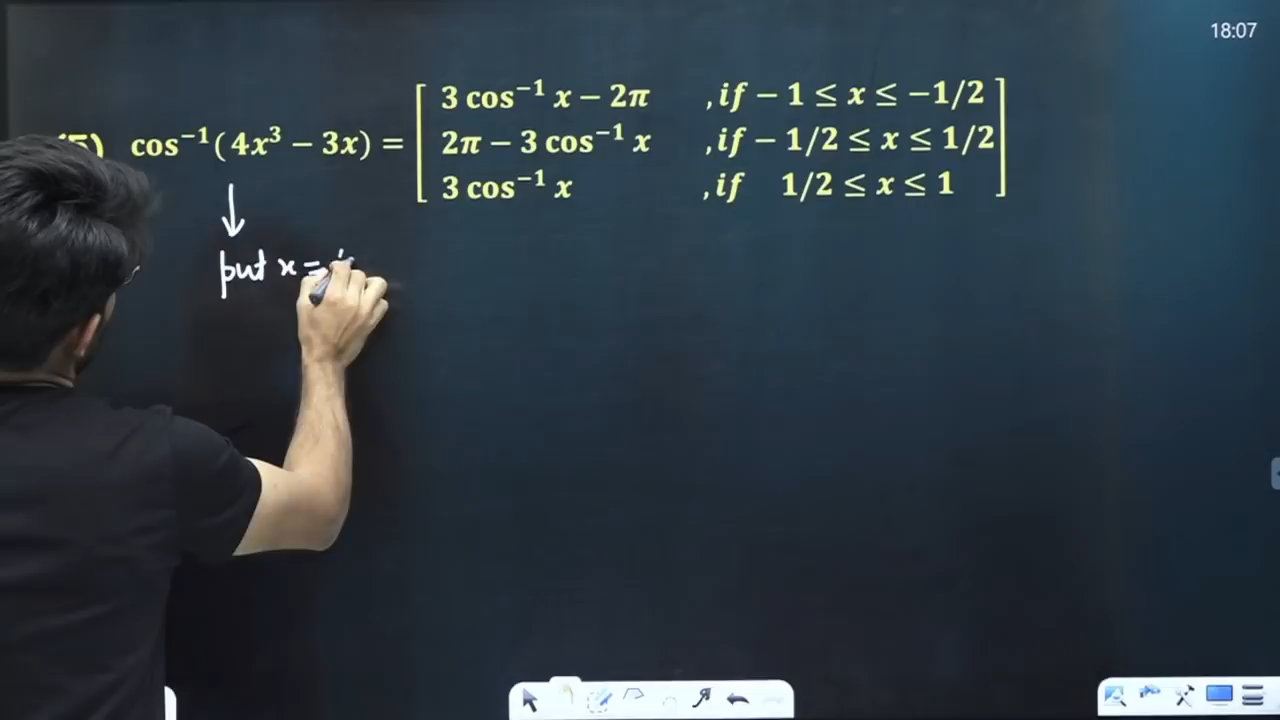 18:07
5) cos⁻¹(4x³ − 3x) = [ 3 cos⁻¹ x − 2π , if − 1 ≤ x ≤ −1/2
2π − 3 cos⁻¹ x , if − 1/2 ≤ x ≤ 1/2
3 cos⁻¹ x , if 1/2 ≤ x ≤ 1 ]
put x =